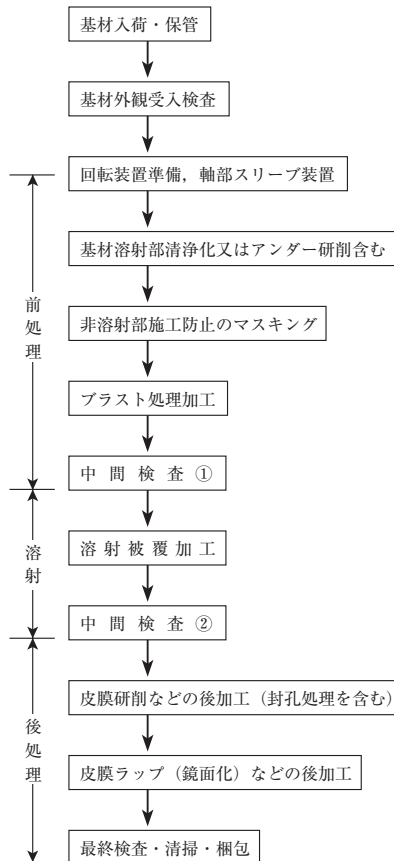 基材入荷・保管
基材外観受入検査
回転装置準備，軸部スリーブ装置
基材溶射部清浄化又はアンダー研削含む
非溶射部施工防止のマスキング
ブラスト処理加工
中間検査①
前処理
溶射被覆加工
中間検査②
溶射
皮膜研削などの後加工（封孔処理を含む）
皮膜ラップ（鏡面化）などの後加工
最終検査・清掃・梱包
後処理